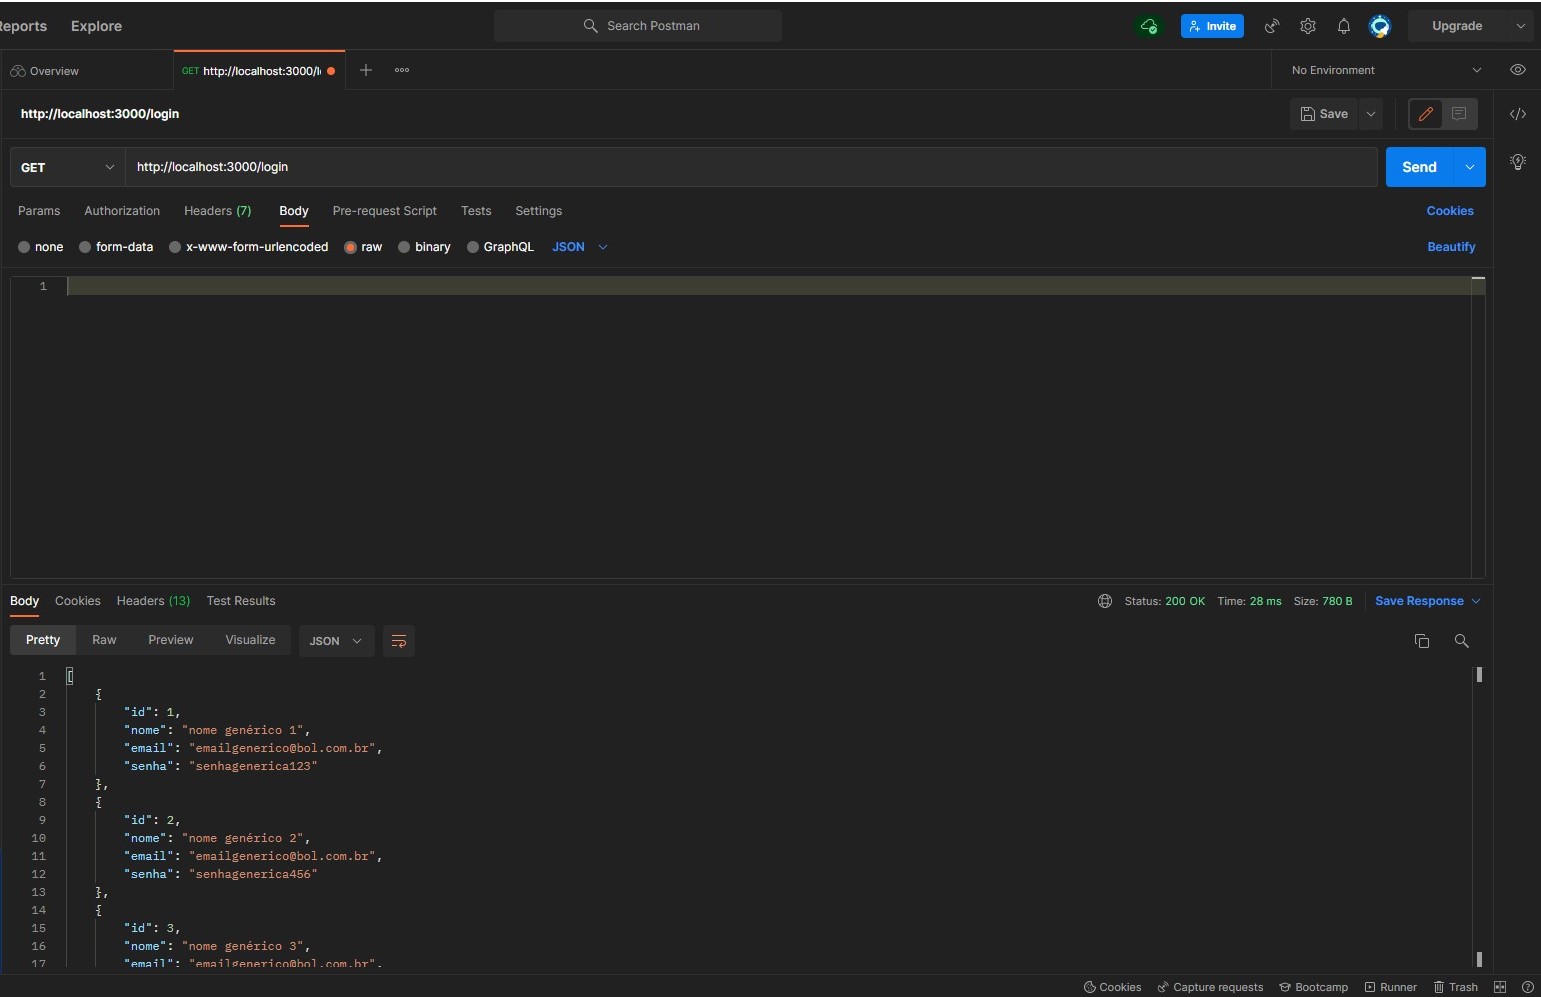 Reports Explore Search Postman Invite Upgrade
Overview GET http://localhost:3000/l No Environment
http://localhost:3000/login Save
GET http://localhost:3000/login Send
Params Authorization Headers (7) Body Pre-request Script Tests Settings Cookies
none form-data x-www-form-urlencoded raw binary GraphQL JSON Beautify
1
Body Cookies Headers (13) Test Results Status: 200 OK Time: 28 ms Size: 780 B Save Response
Pretty Raw Preview Visualize JSON
1 [
2 {
3 "id": 1,
4 "nome": "nome genérico 1",
5 "email": "emailgenerico@bol.com.br",
6 "senha": "senhagenerica123"
7 },
8 {
9 "id": 2,
10 "nome": "nome genérico 2",
11 "email": "emailgenerico@bol.com.br",
12 "senha": "senhagenerica456"
13 },
14 {
15 "id": 3,
16 "nome": "nome genérico 3",
17 "email": "emailgenerico@bol.com.br",
Cookies Capture requests Bootcamp Runner Trash